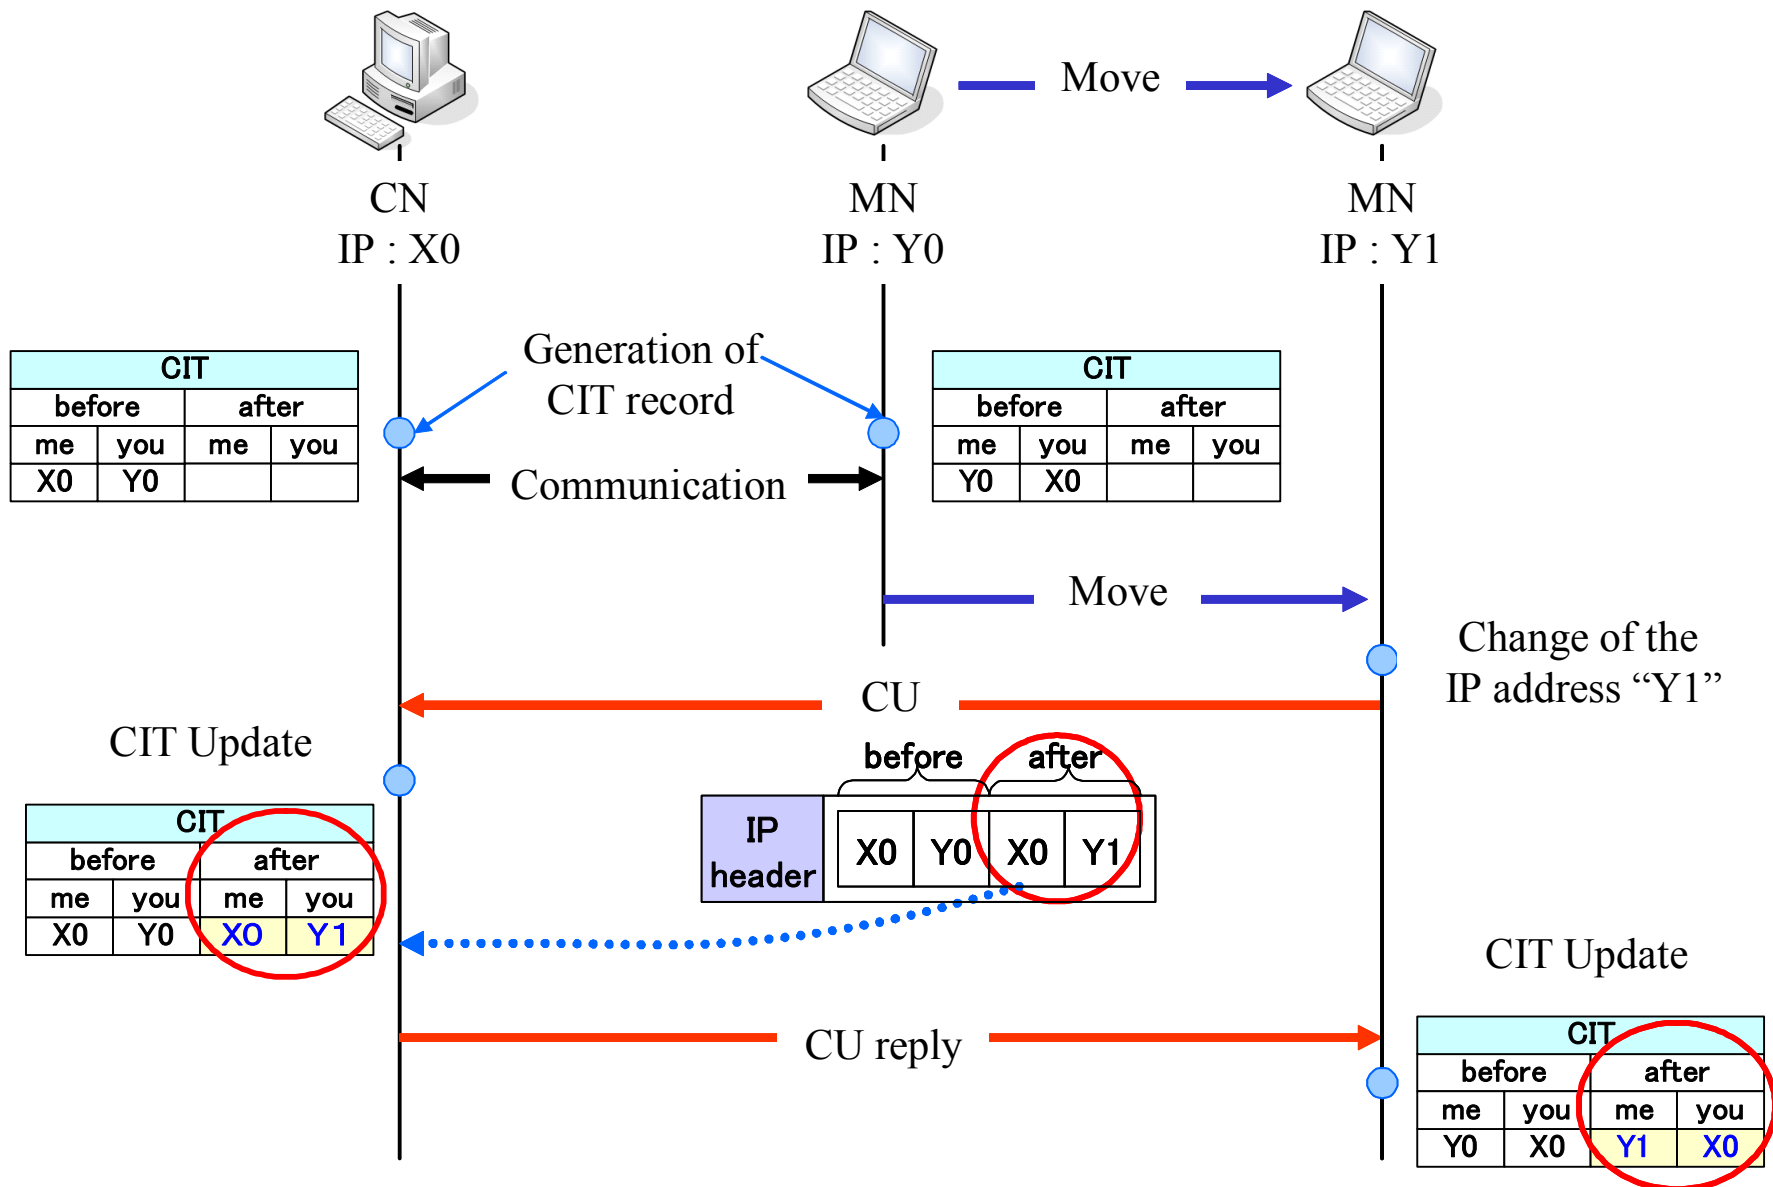 Move
CN
IP : X0
MN
IP : Y0
MN
IP : Y1
Generation of
CIT record
CIT
before after
me you me you
X0 Y0
CIT
before after
me you me you
Y0 X0
Communication
Move
Change of the
IP address “Y1”
CU
CIT Update
before after
IP
header
X0 Y0 X0 Y1
CIT
before after
me you me you
X0 Y0 X0 Y1
CIT Update
CU reply
CIT
before after
me you me you
Y0 X0 Y1 X0